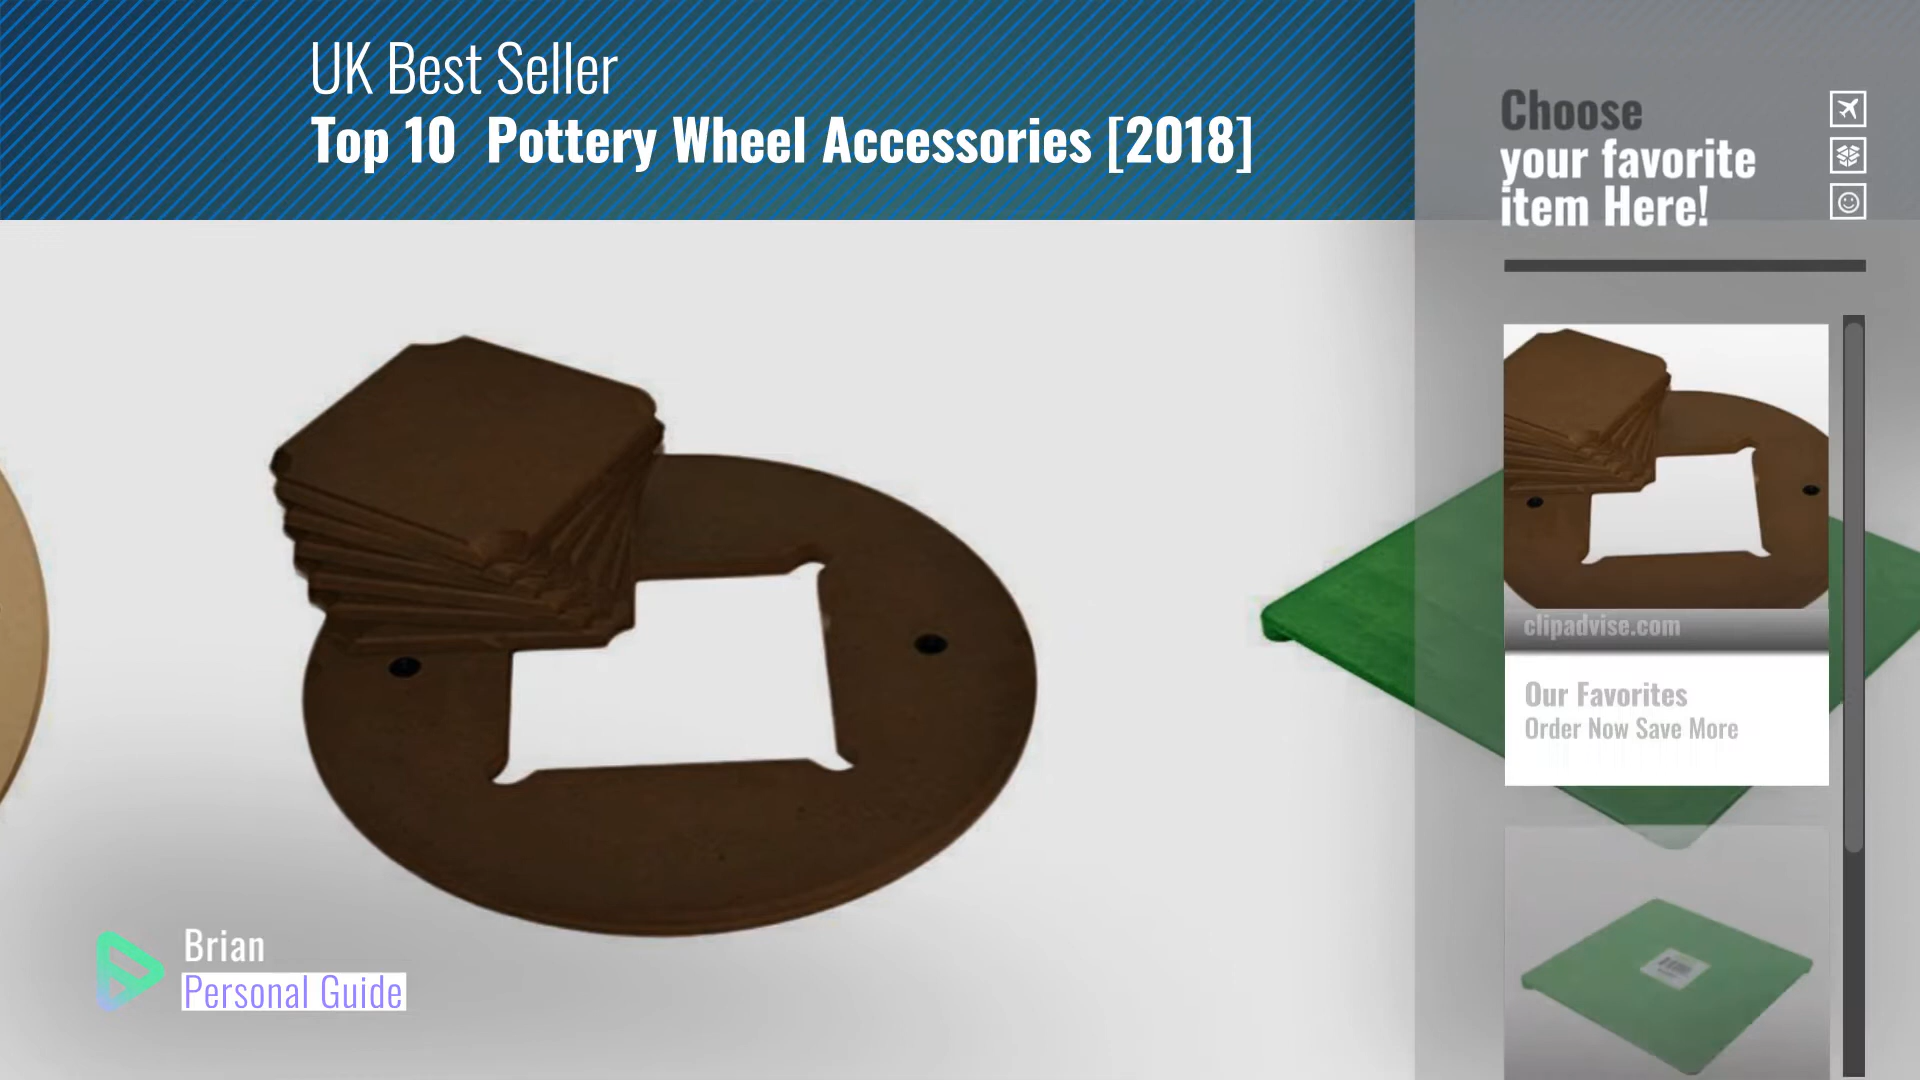 UK Best Seller
Top 10 Pottery Wheel Accessories [2018]
Choose
your favorite
item Here!
clipadvise.com
Our Favorites
Order Now Save More
Brian
Personal Guide